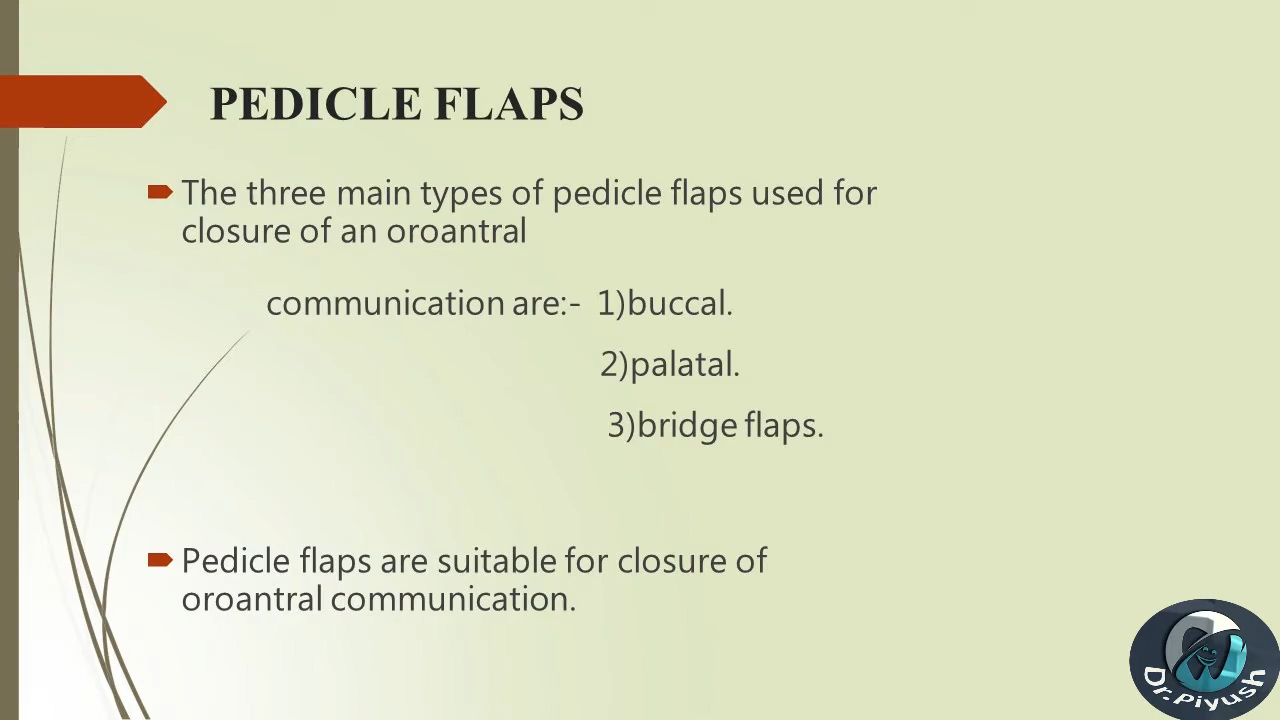 PEDICLE FLAPS
The three main types of pedicle flaps used for
closure of an oroantral
communication are:- 1)buccal.
2)palatal.
3)bridge flaps.
Pedicle flaps are suitable for closure of
oroantral communication.
Dr.Piyush